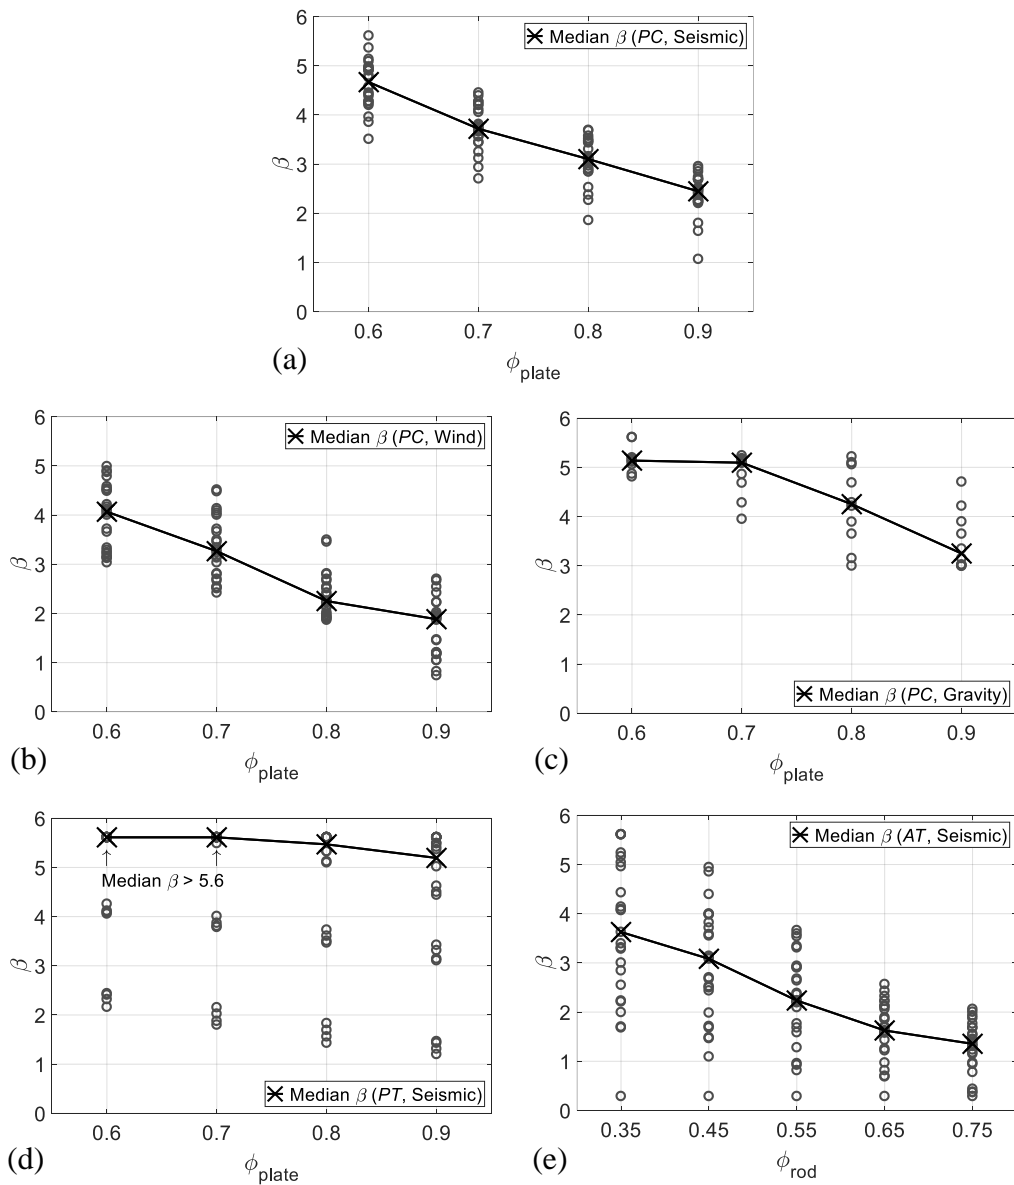 6
Median β (PC, Seismic)
5
4
3
2
1
0
β
0.6 0.7 0.8 0.9
(a)
ϕplate
6
Median β (PC, Wind)
5
4
3
2
1
0
β
0.6 0.7 0.8 0.9
(b)
ϕplate
6
5
4
3
2
1
0
β
Median β (PC, Gravity)
0.6 0.7 0.8 0.9
(c)
ϕplate
6
5
4
3
2
1
0
β
Median β > 5.6
Median β (PT, Seismic)
0.6 0.7 0.8 0.9
(d)
ϕplate
6
Median β (AT, Seismic)
5
4
3
2
1
0
β
0.35 0.45 0.55 0.65 0.75
(e)
ϕrod